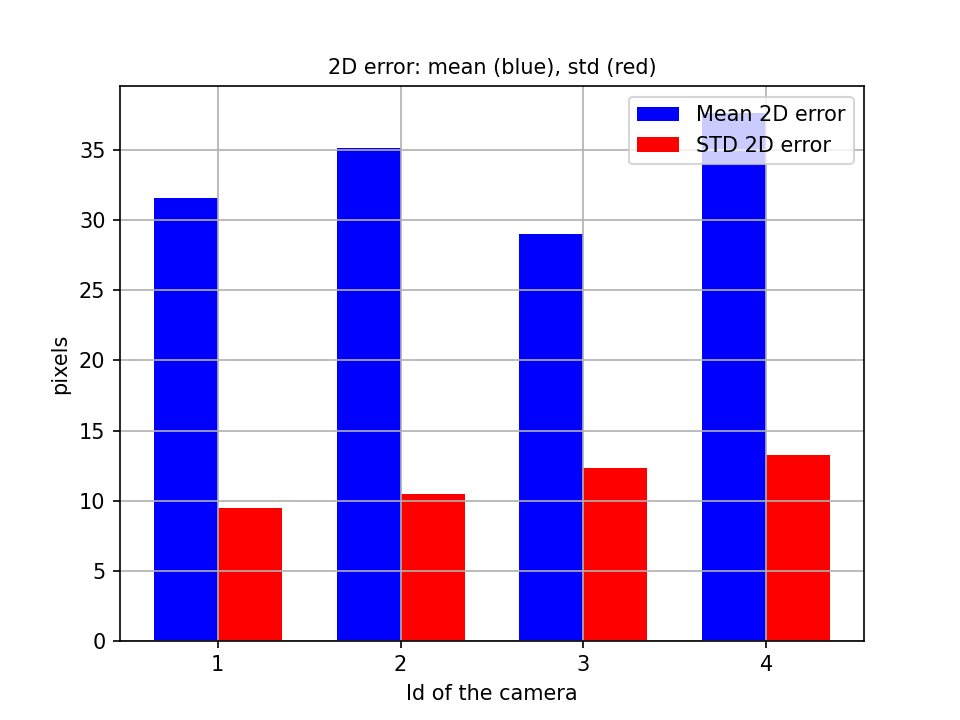 2D error: mean (blue), std (red)
Mean 2D error
STD 2D error
pixels
35
30
25
20
15
10
5
0
1 2 3 4
Id of the camera